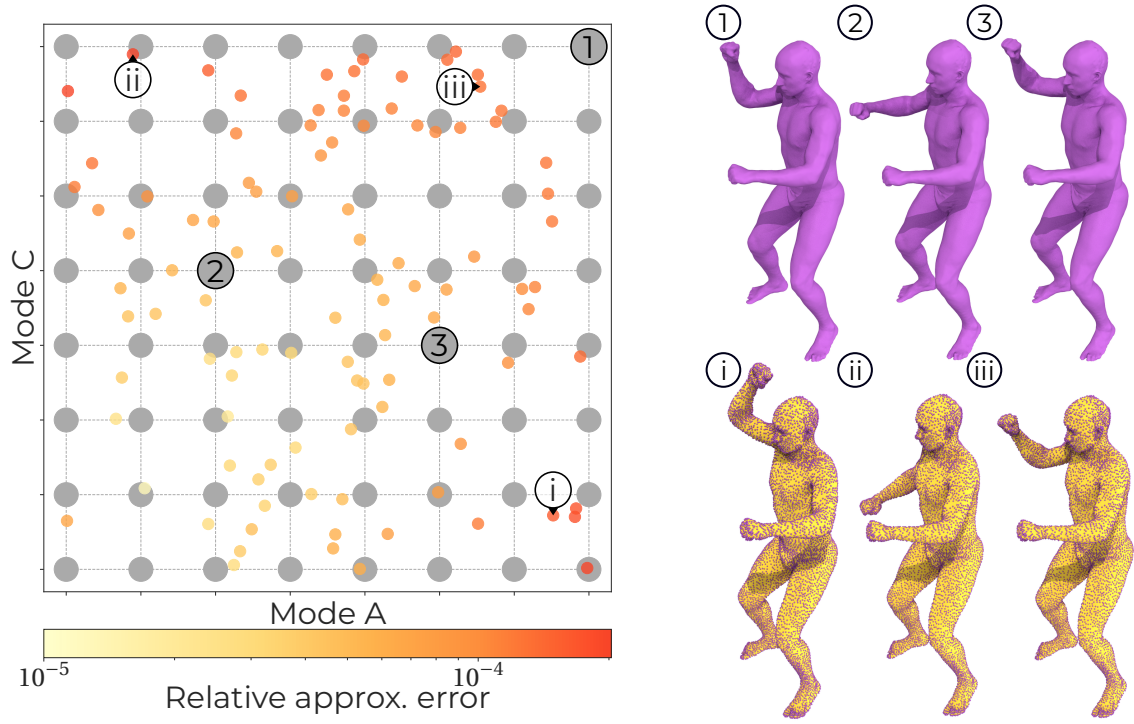 1
ii
iii
2
3
i
Mode C
Mode A
10⁻⁵
10⁻⁴
Relative approx. error
1
2
3
i
ii
iii